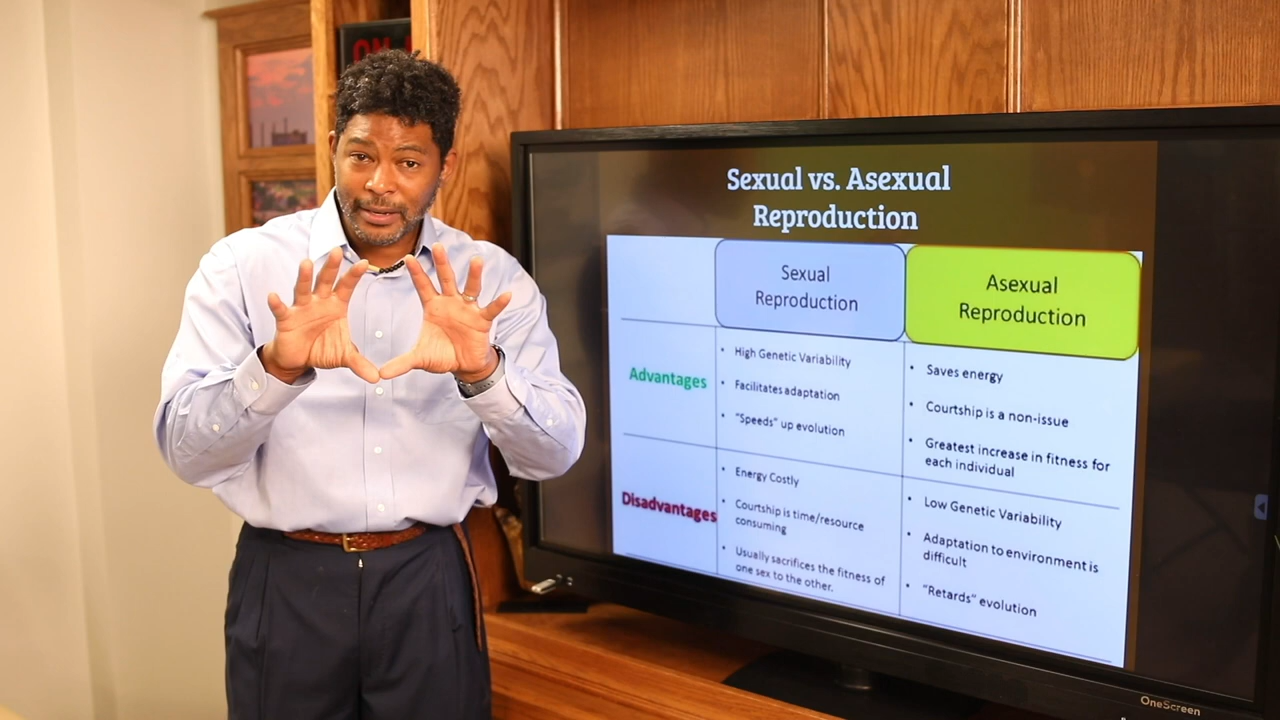 ON
Sexual vs. Asexual
Reproduction
Sexual
Reproduction
Asexual
Reproduction
Advantages
• High Genetic Variability
• Facilitates adaptation
• "Speeds" up evolution
• Saves energy
• Courtship is a non-issue
• Greatest increase in fitness for
each individual
Disadvantages
• Energy Costly
• Courtship is time/resource
consuming
• Usually sacrifices the fitness of
one sex to the other.
• Low Genetic Variability
• Adaptation to environment is
difficult
• "Retards" evolution
OneScreen